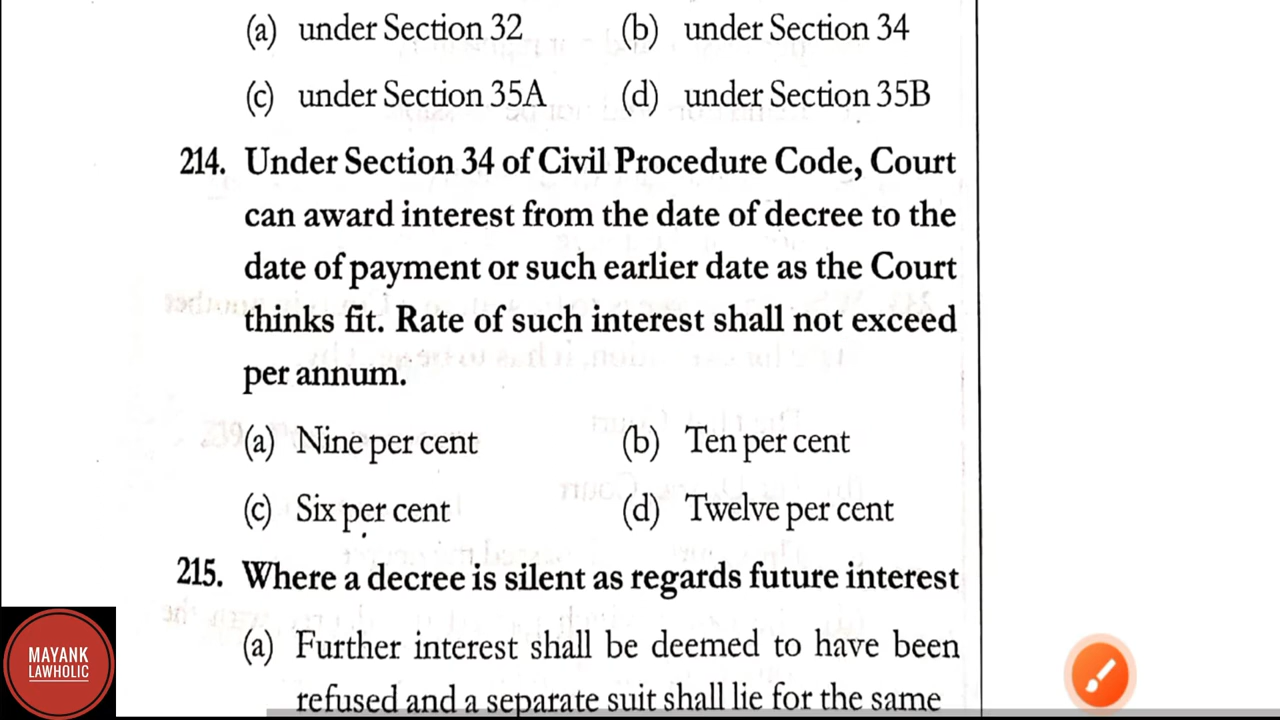 (a) under Section 32 (b) under Section 34
(c) under Section 35A (d) under Section 35B
214. Under Section 34 of Civil Procedure Code, Court
can award interest from the date of decree to the
date of payment or such earlier date as the Court
thinks fit. Rate of such interest shall not exceed
per annum.
(a) Nine per cent (b) Ten per cent
(c) Six per cent (d) Twelve per cent
215. Where a decree is silent as regards future interest
(a) Further interest shall be deemed to have been
refused and a separate suit shall lie for the same
MAYANK
LAWHOLIC